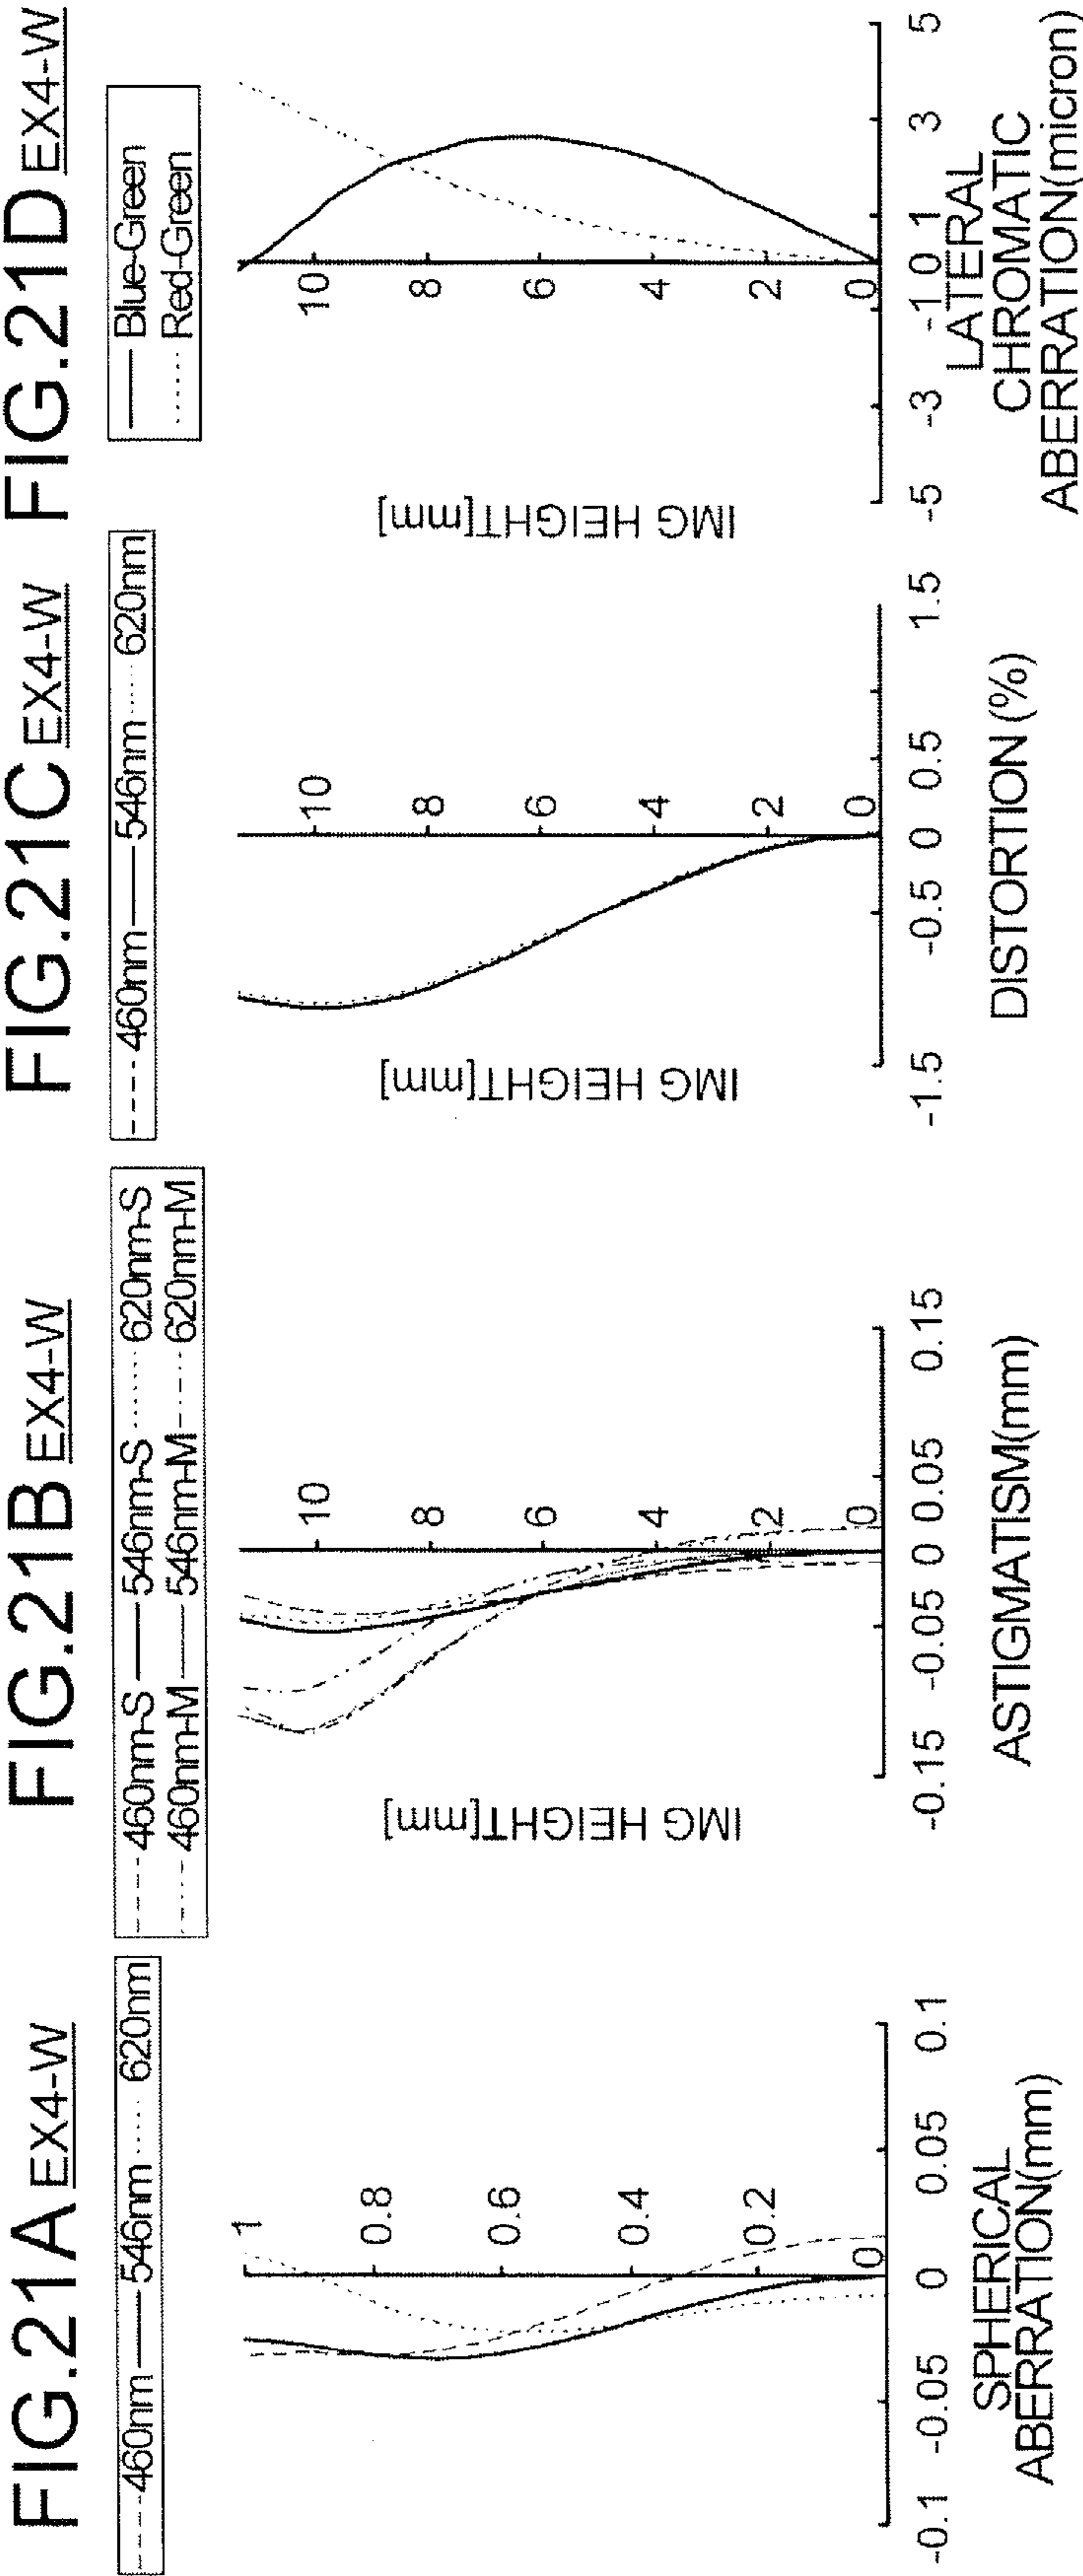 FIG.21A EX4-W
460nm 546nm 620nm
1
0.8
0.6
0.4
0.2
0
-0.1 -0.05 0 0.05 0.1
SPHERICAL
ABERRATION(mm)
FIG.21B EX4-W
460nm-S 546nm-S 620nm-S
460nm-M 546nm-M 620nm-M
IMG HEIGHT[mm]
10
8
6
4
2
0
-0.15 -0.05 0 0.05 0.15
ASTIGMATISM(mm)
FIG.21C EX4-W
460nm 546nm 620nm
IMG HEIGHT[mm]
10
8
6
4
2
0
-1.5 -0.5 0 0.5 1.5
DISTORTION (%)
FIG.21D EX4-W
Blue-Green
Red-Green
IMG HEIGHT[mm]
10
8
6
4
2
0
-5 -3 -1 0 1 3 5
LATERAL
CHROMATIC
ABERRATION(micron)